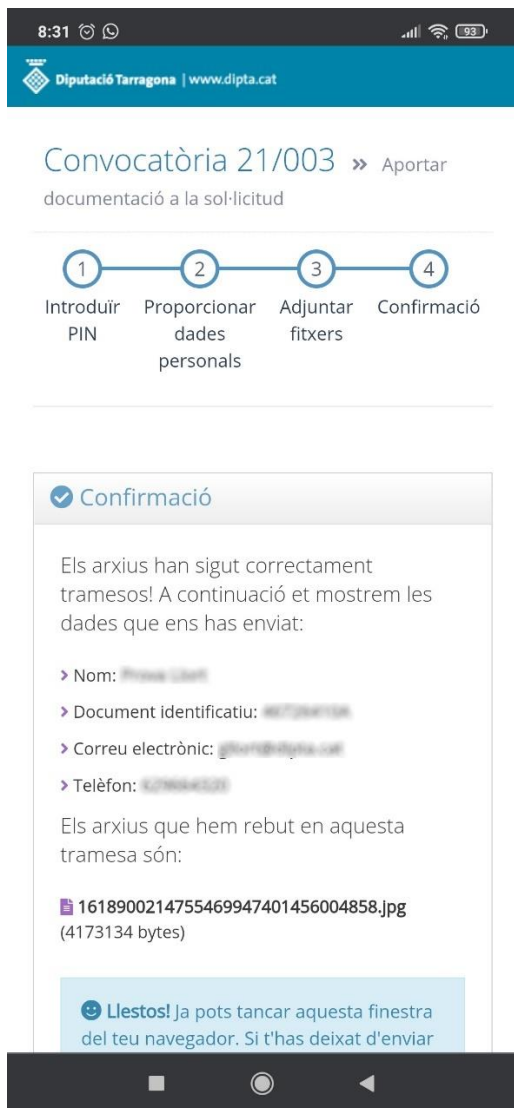 8:31
93
Diputació Tarragona | www.dipta.cat
Convocatòria 21/003 » Aportar
documentació a la sol·licitud
1 2 3 4
Introduïr Proporcionar Adjuntar Confirmació
PIN dades fitxers
personals
Confirmació
Els arxius han sigut correctament
tramesos! A continuació et mostrem les
dades que ens has enviat:
Nom:
Document identificatiu:
Correu electrònic:
Telèfon:
Els arxius que hem rebut en aquesta
tramesa són:
1618900214755469947401456004858.jpg
(4173134 bytes)
Llestos! Ja pots tancar aquesta finestra
del teu navegador. Si t'has deixat d'enviar